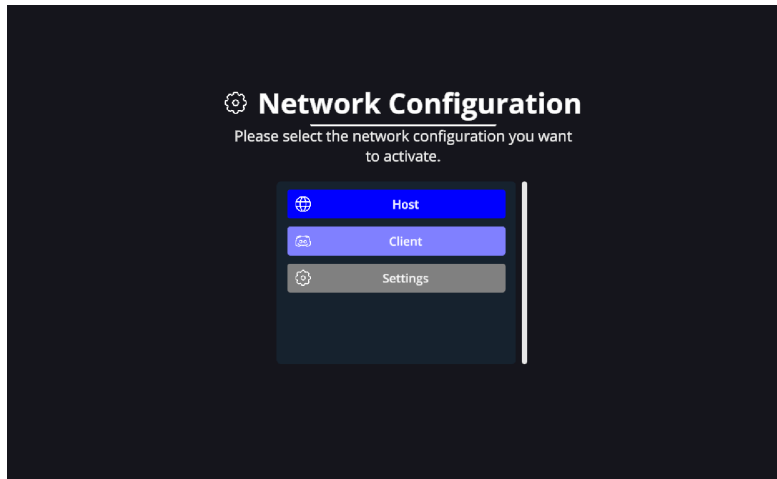 Network Configuration
Please select the network configuration you want
to activate.
Host
Client
Settings